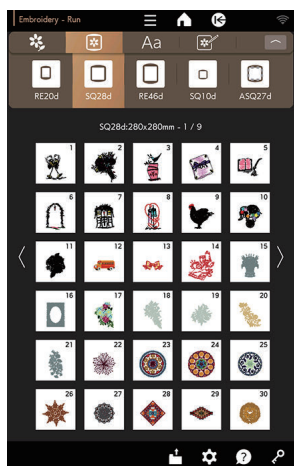 Embroidery - Run
Aa
RE20d SQ28d RE46d SQ10d ASQ27d
SQ28d:280x280mm - 1 / 9
1 2 3 4 5
6 7 8 9 10
11 12 13 14 15
16 17 18 19 20
21 22 23 24 25
26 27 28 29 30
?